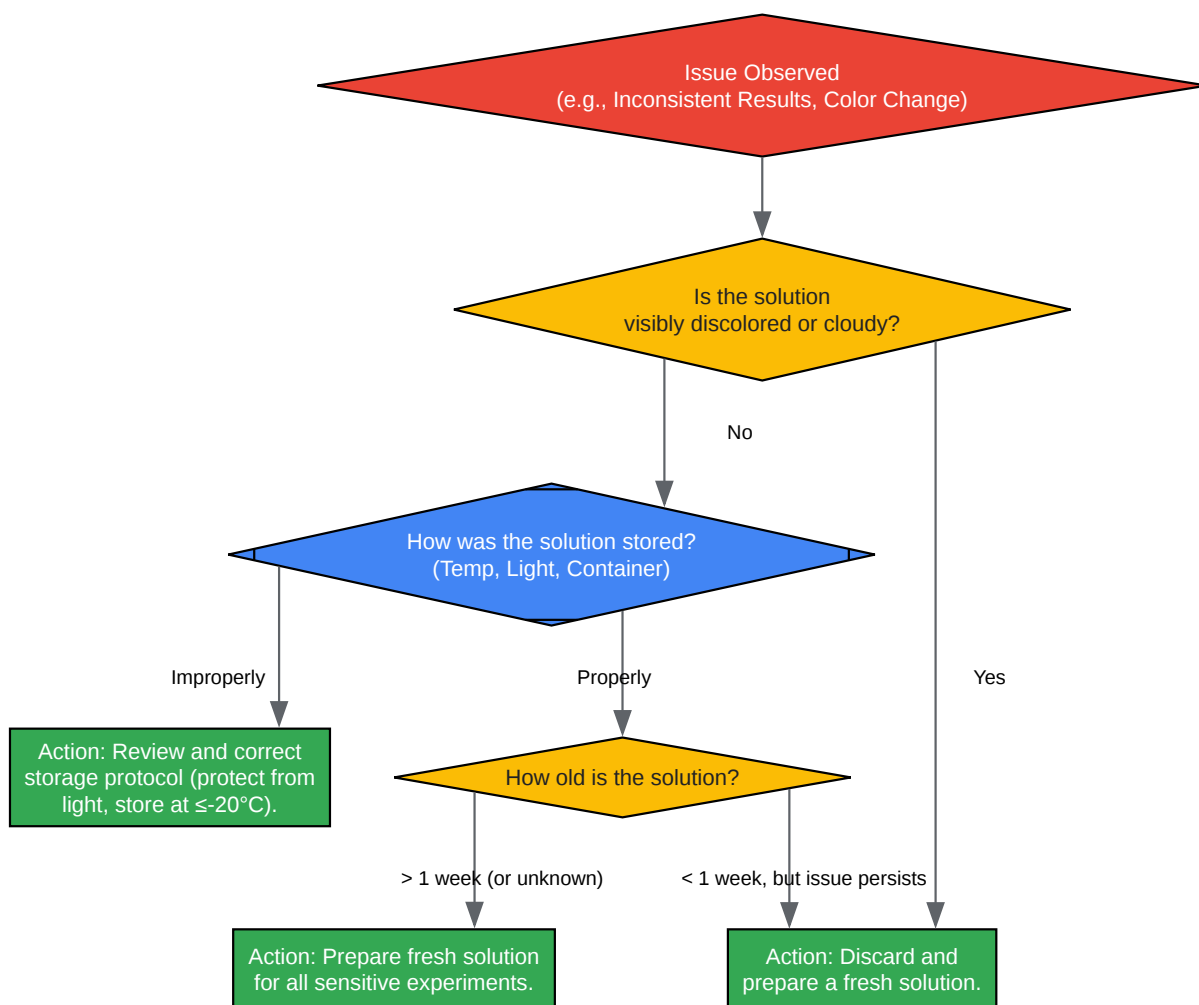 Issue Observed
(e.g., Inconsistent Results, Color Change)
Is the solution
visibly discolored or cloudy?
No
How was the solution stored?
(Temp, Light, Container)
Improperly
Properly
Yes
Action: Review and correct
storage protocol (protect from
light, store at ≤-20°C).
How old is the solution?
> 1 week (or unknown)
< 1 week, but issue persists
Action: Prepare fresh solution
for all sensitive experiments.
Action: Discard and
prepare a fresh solution.